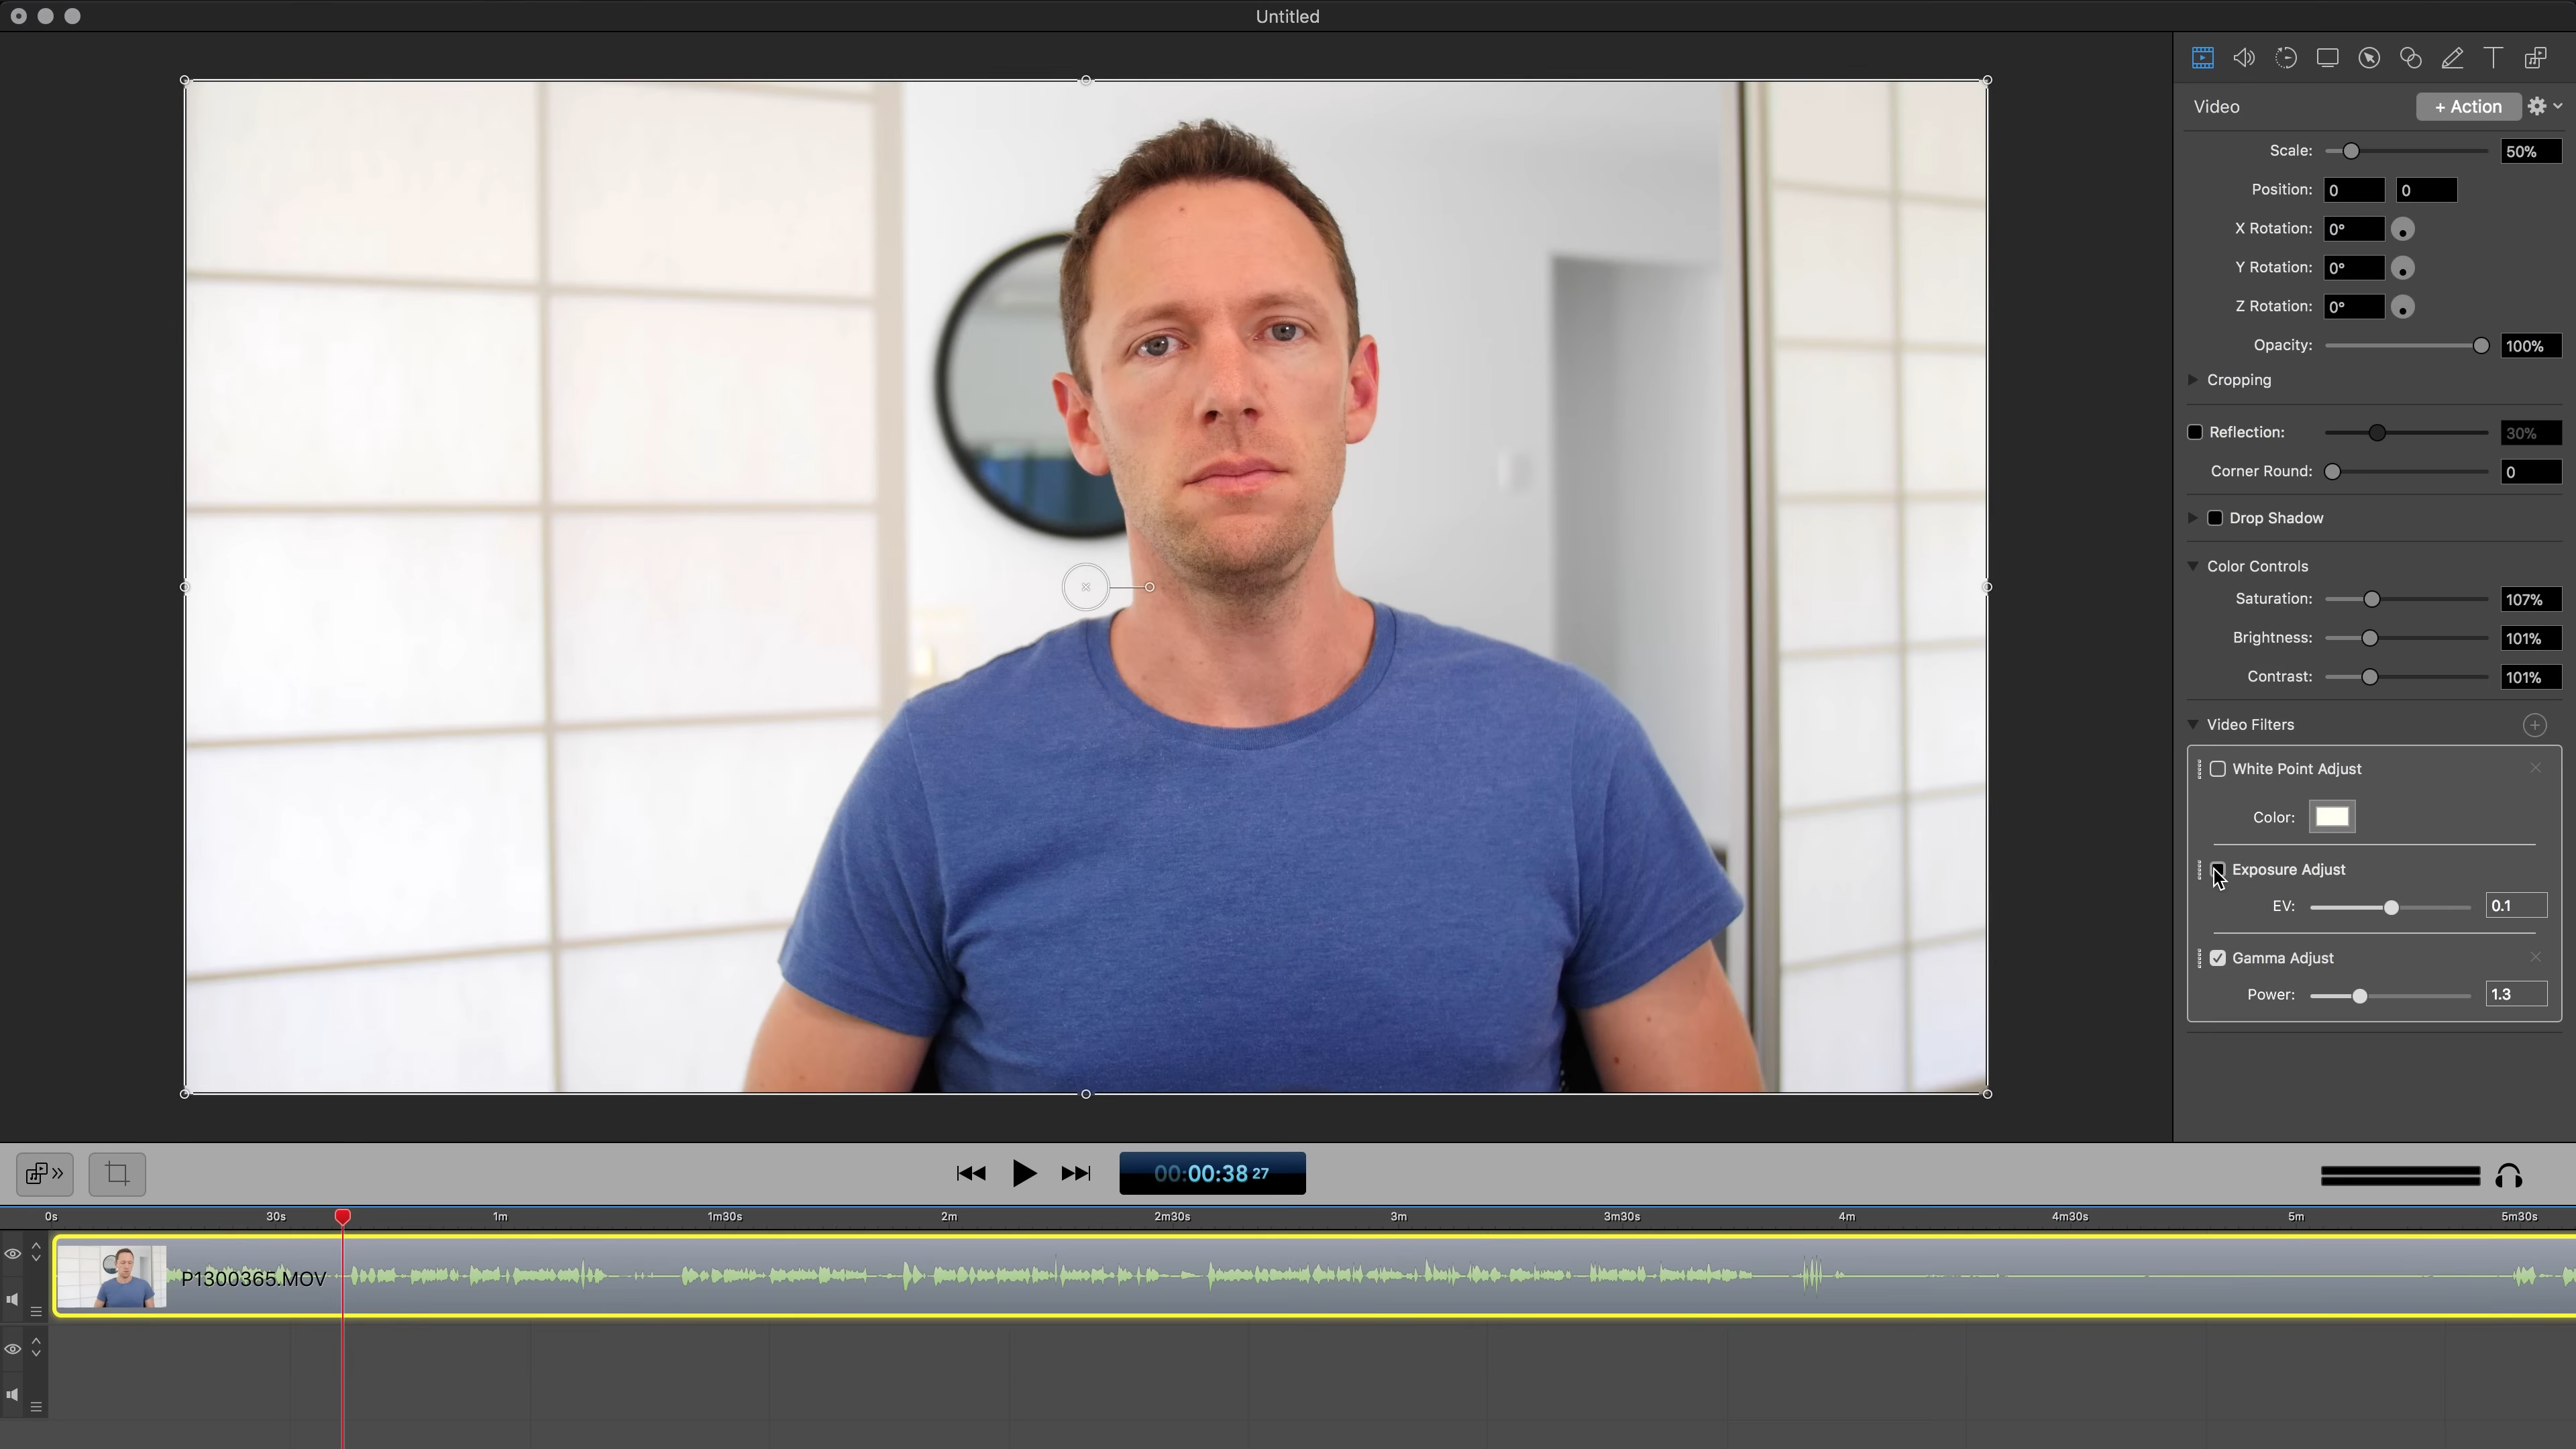 Untitled
Video
+ Action
Scale: 50%
Position: 0 0
X Rotation: 0°
Y Rotation: 0°
Z Rotation: 0°
Opacity: 100%
Cropping
Reflection: 30%
Corner Round: 0
Drop Shadow
Color Controls
Saturation: 107%
Brightness: 101%
Contrast: 101%
Video Filters
White Point Adjust
Color:
Exposure Adjust
EV: 0.1
Gamma Adjust
Power: 1.3
00:00:38 27
0s 30s 1m 1m30s 2m 2m30s 3m 3m30s 4m 4m30s 5m 5m30s
P1300365.MOV